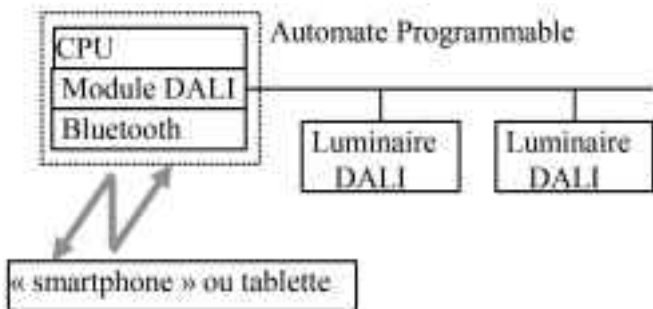 Automate Programmable
CPU
Module DALI
Bluetooth
Luminaire
DALI
Luminaire
DALI
« smartphone » ou tablette